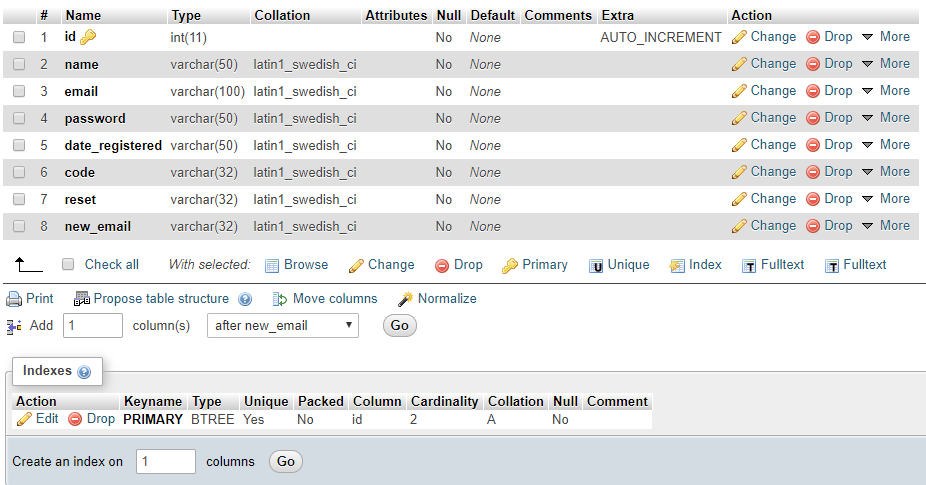 # Name Type Collation Attributes Null Default Comments Extra Action
1 id int(11) No None AUTO_INCREMENT Change Drop More
2 name varchar(50) latin1_swedish_ci No None Change Drop More
3 email varchar(100) latin1_swedish_ci No None Change Drop More
4 password varchar(50) latin1_swedish_ci No None Change Drop More
5 date_registered varchar(50) latin1_swedish_ci No None Change Drop More
6 code varchar(32) latin1_swedish_ci No None Change Drop More
7 reset varchar(32) latin1_swedish_ci No None Change Drop More
8 new_email varchar(32) latin1_swedish_ci No None Change Drop More
Check all With selected: Browse Change Drop Primary Unique Index Fulltext Fulltext
Print Propose table structure Move columns Normalize
Add 1 column(s) after new_email Go
Indexes
Action Keyname Type Unique Packed Column Cardinality Collation Null Comment
Edit Drop PRIMARY BTREE Yes No id 2 A No
Create an index on 1 columns Go